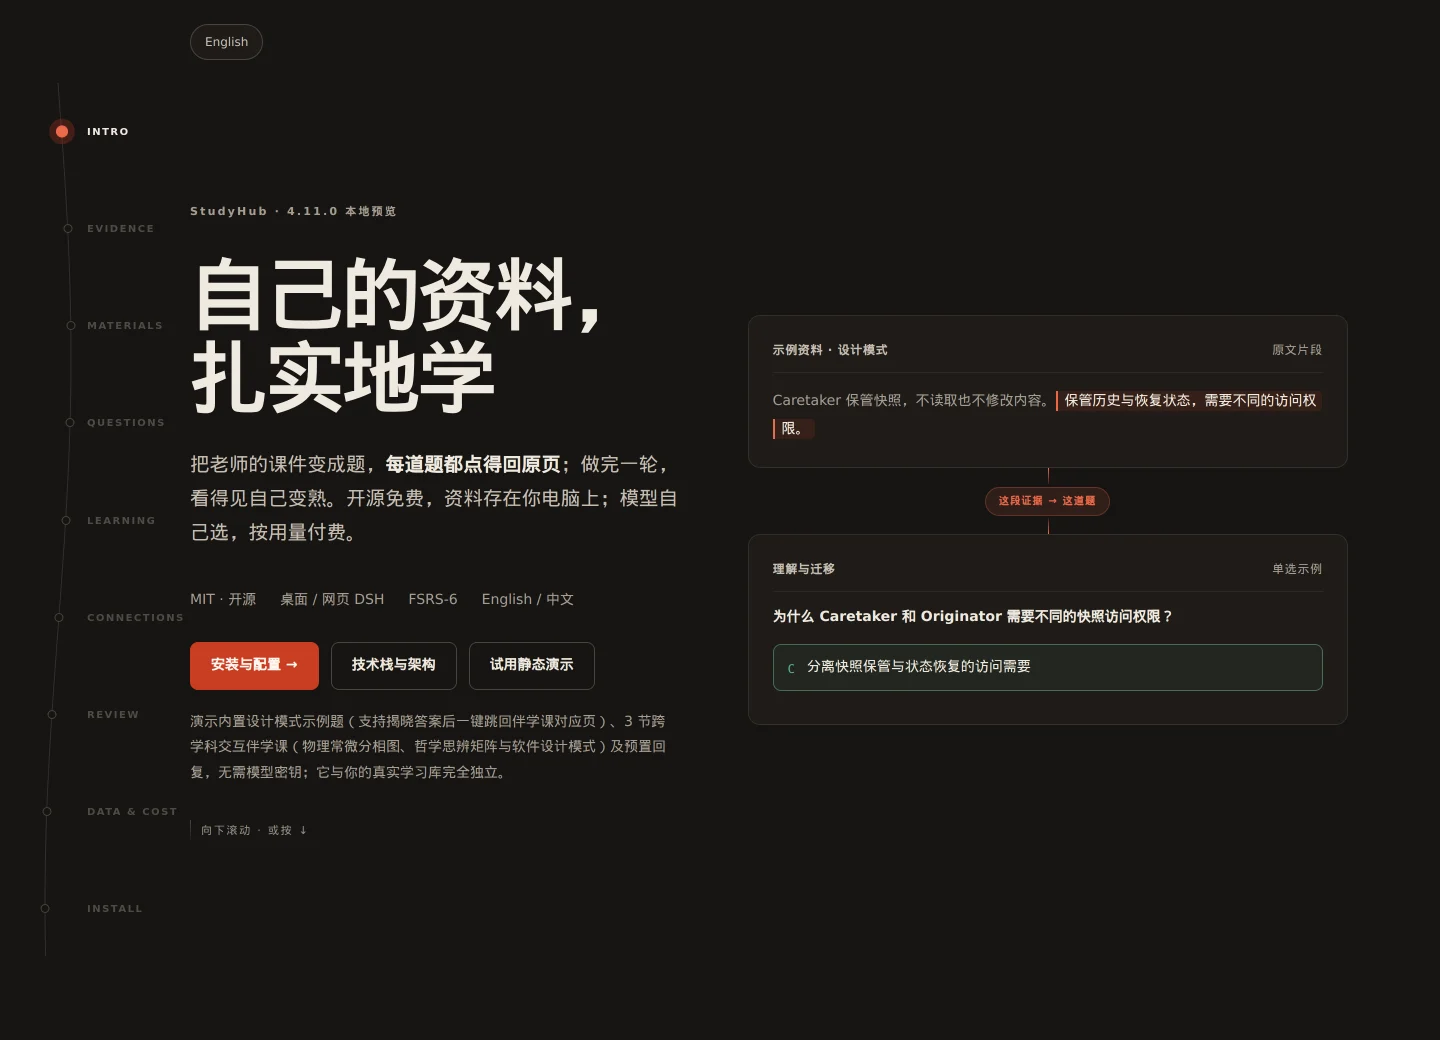 English
INTRO
EVIDENCE
MATERIALS
QUESTIONS
LEARNING
CONNECTIONS
REVIEW
DATA & COST
INSTALL
StudyHub · 4.11.0 本地预览
自己的资料，
扎实地学
把老师的课件变成题，每道题都点得回原页；做完一轮，
看得见自己变熟。开源免费，资料存在你电脑上；模型自
己选，按用量付费。
MIT · 开源 桌面 / 网页 DSH FSRS-6 English / 中文
安装与配置 → 技术栈与架构 试用静态演示
演示内置设计模式示例题（支持揭晓答案后一键跳回伴学课对应页）、3 节跨
学科交互伴学课（物理常微分相图、哲学思辨矩阵与软件设计模式）及预置回
复，无需模型密钥；它与你的真实学习库完全独立。
向下滚动 · 或按 ↓
示例资料 · 设计模式 原文片段
Caretaker 保管快照，不读取也不修改内容。保管历史与恢复状态，需要不同的访问权
限。
这段证据 → 这道题
理解与迁移 单选示例
为什么 Caretaker 和 Originator 需要不同的快照访问权限？
C 分离快照保管与状态恢复的访问需要